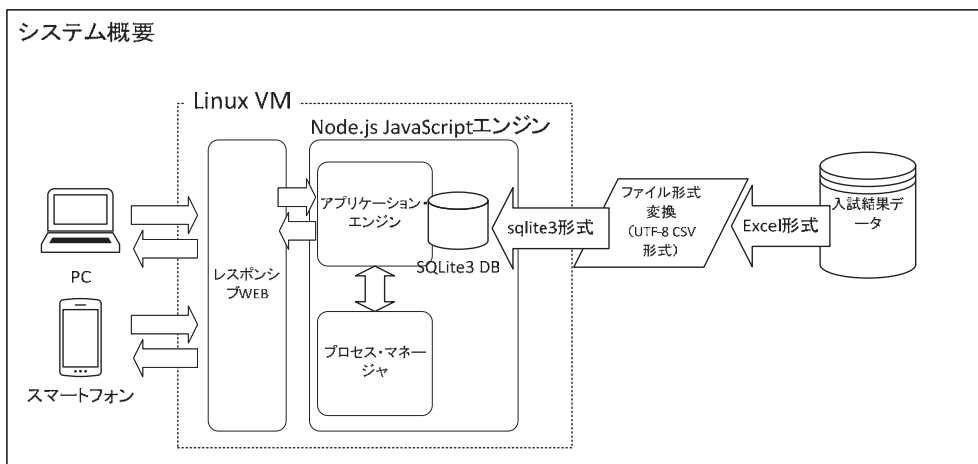 システム概要
Linux VM
Node.js JavaScriptエンジン
PC
スマートフォン
レスポンシ
ブWEB
アプリケーション・
エンジン
SQLite3 DB
プロセス・マネー
ジャ
sqlite3形式
ファイル形式
変換
(UTF-8 CSV
形式)
Excel形式
入試結果デ
ータ